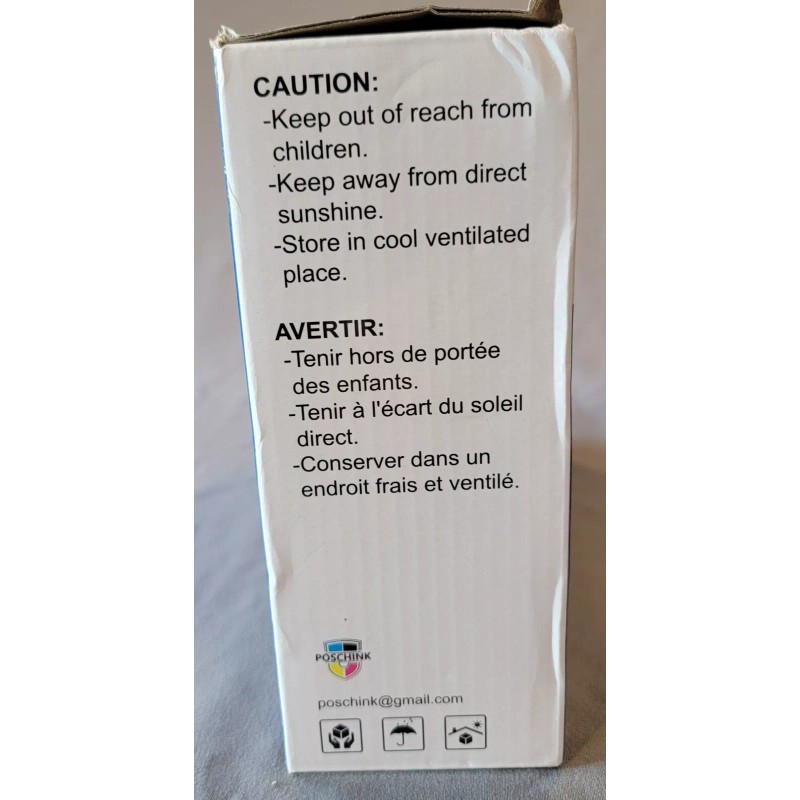 CAUTION:
-Keep out of reach from
children.
-Keep away from direct
sunshine.
-Store in cool ventilated
place.
AVERTIR:
-Tenir hors de portée
des enfants.
-Tenir à l'écart du soleil
direct.
-Conserver dans un
endroit frais et ventilé.
POSCHINK
poschink@gmail.com